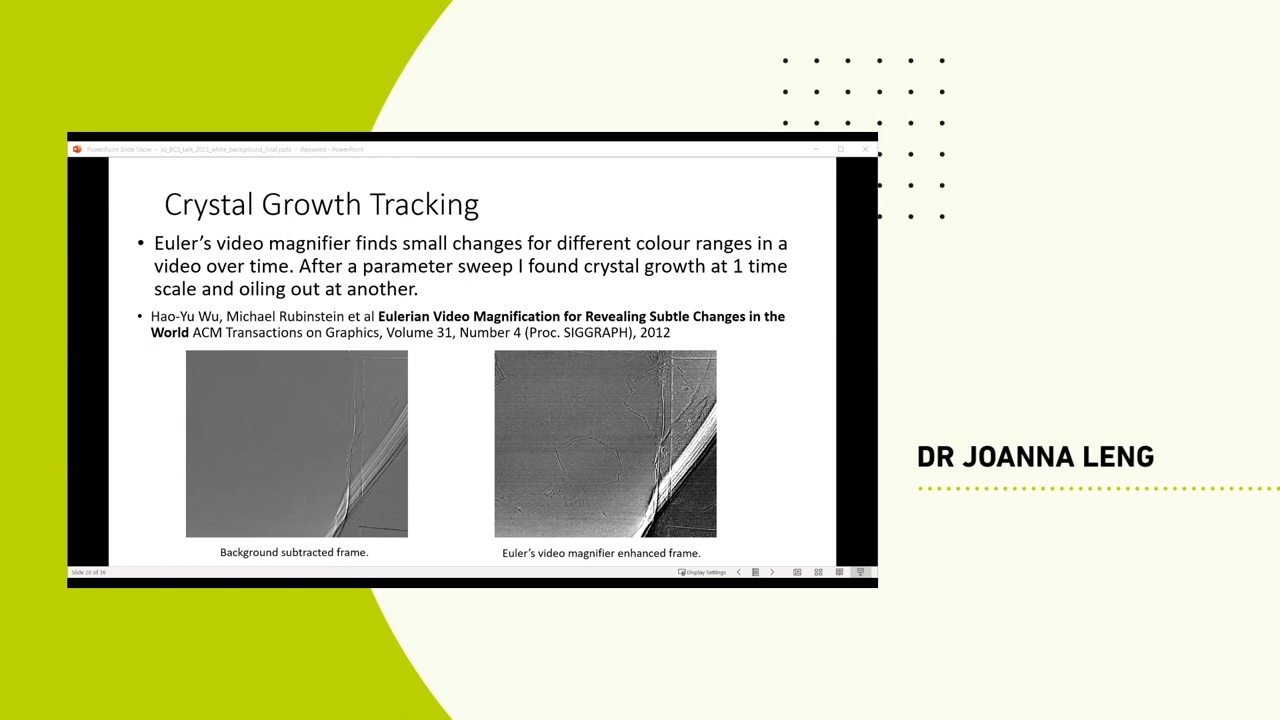 PowerPoint Slide Show - Jo_BCS_talk_2023_white_background_final.pptx - Repaired - PowerPoint
Crystal Growth Tracking
• Euler's video magnifier finds small changes for different colour ranges in a
video over time. After a parameter sweep I found crystal growth at 1 time
scale and oiling out at another.
• Hao-Yu Wu, Michael Rubinstein et al Eulerian Video Magnification for Revealing Subtle Changes in the
World ACM Transactions on Graphics, Volume 31, Number 4 (Proc. SIGGRAPH), 2012
Background subtracted frame.
Euler's video magnifier enhanced frame.
Slide 20 of 36
Display Settings
DR JOANNA LENG